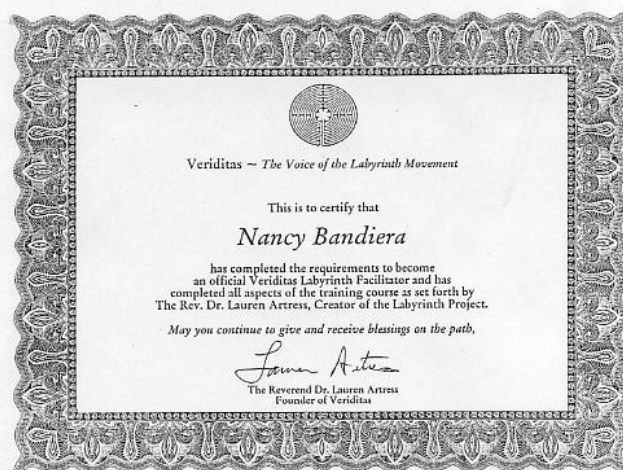 Veriditas ~ The Voice of the Labyrinth Movement
This is to certify that
Nancy Bandiera
has completed the requirements to become
an official Veriditas Labyrinth Facilitator and has
completed all aspects of the training course as set forth by
The Rev. Dr. Lauren Artress, Creator of the Labyrinth Project.
May you continue to give and receive blessings on the path,
Lauren Artress
The Reverend Dr. Lauren Artress
Founder of Veriditas